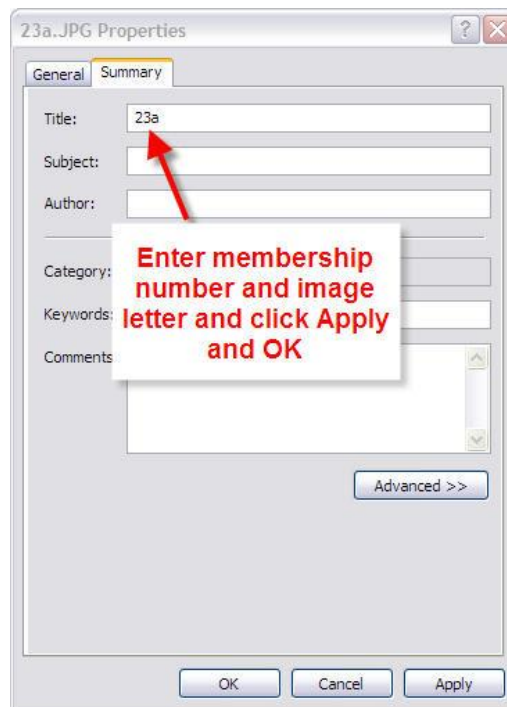 23a.JPG Properties
General Summary
Title: 23a
Subject:
Author:
Enter membership
number and image
letter and click Apply
and OK
Category:
Keywords:
Comments
Advanced >>
OK Cancel Apply